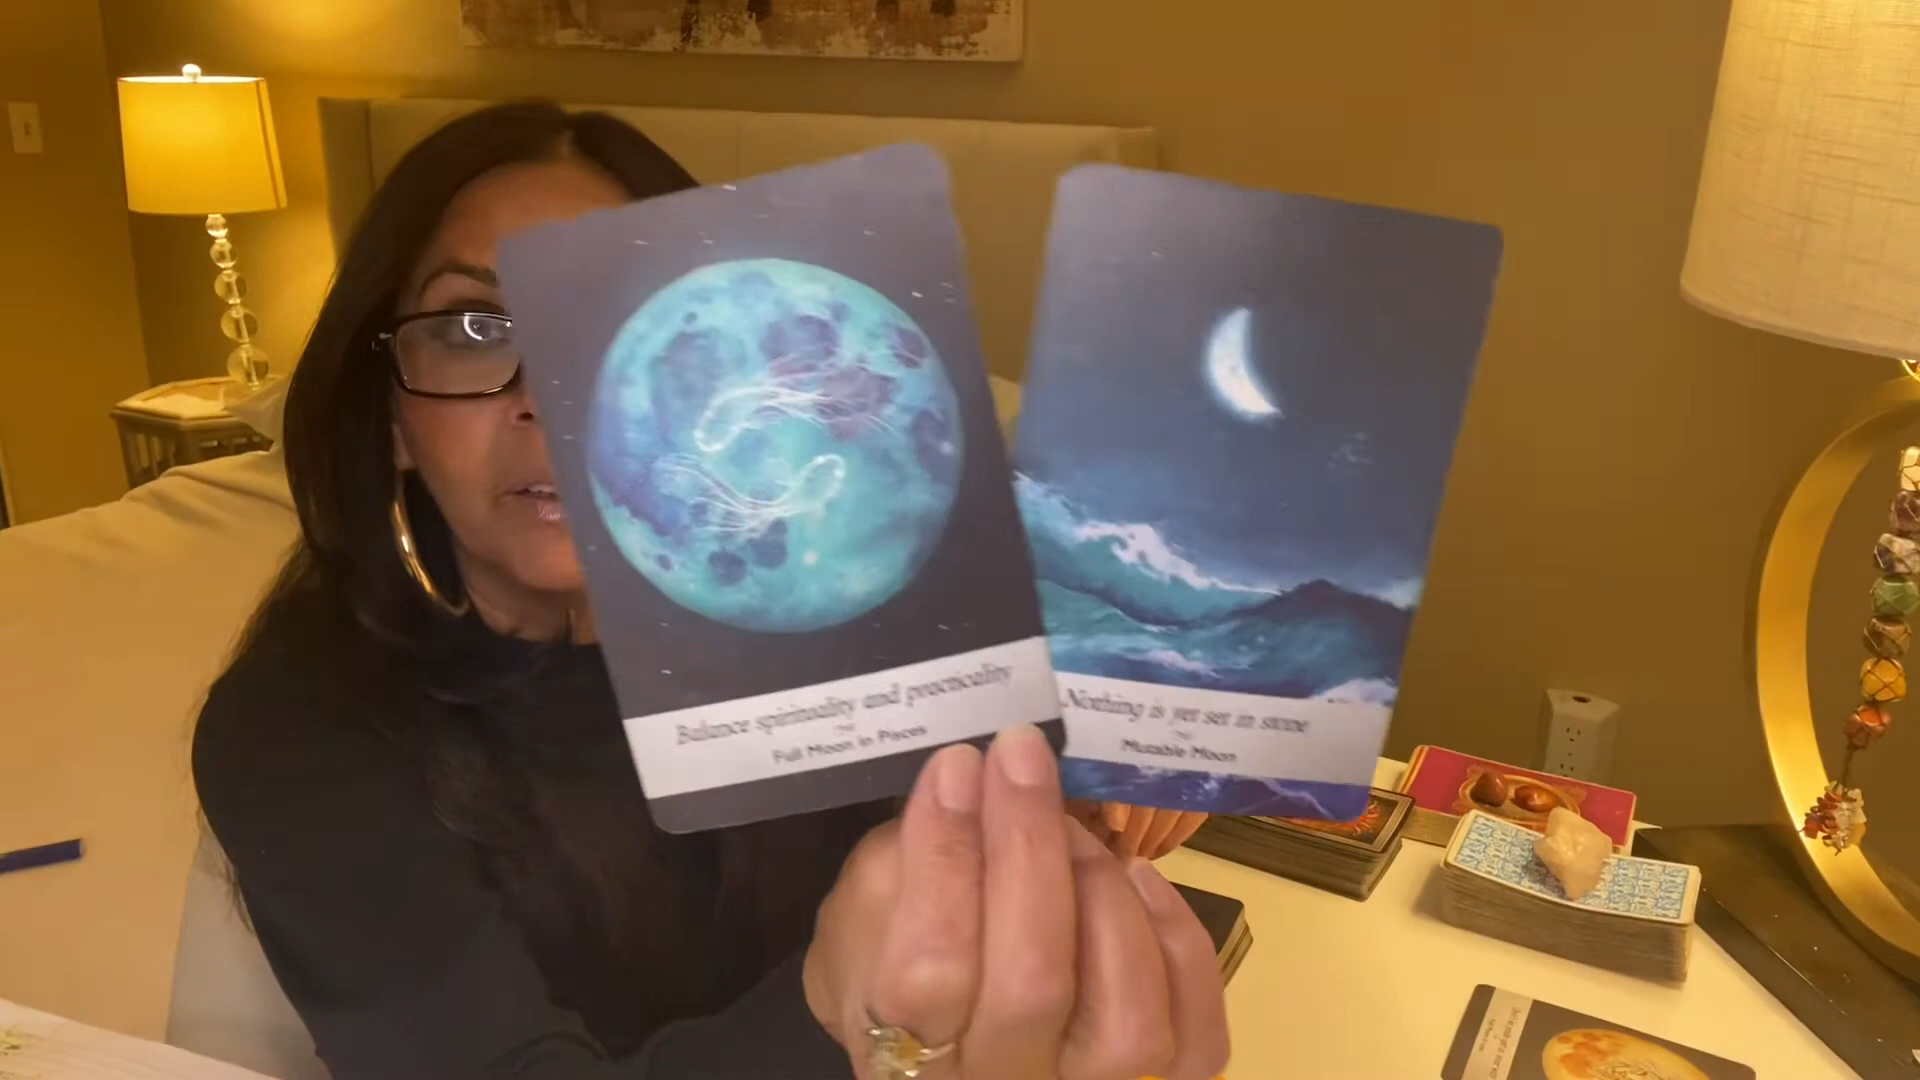 Balance spirituality and practicality
Full Moon in Pisces
Nothing is yet set in stone
Mutable Moon